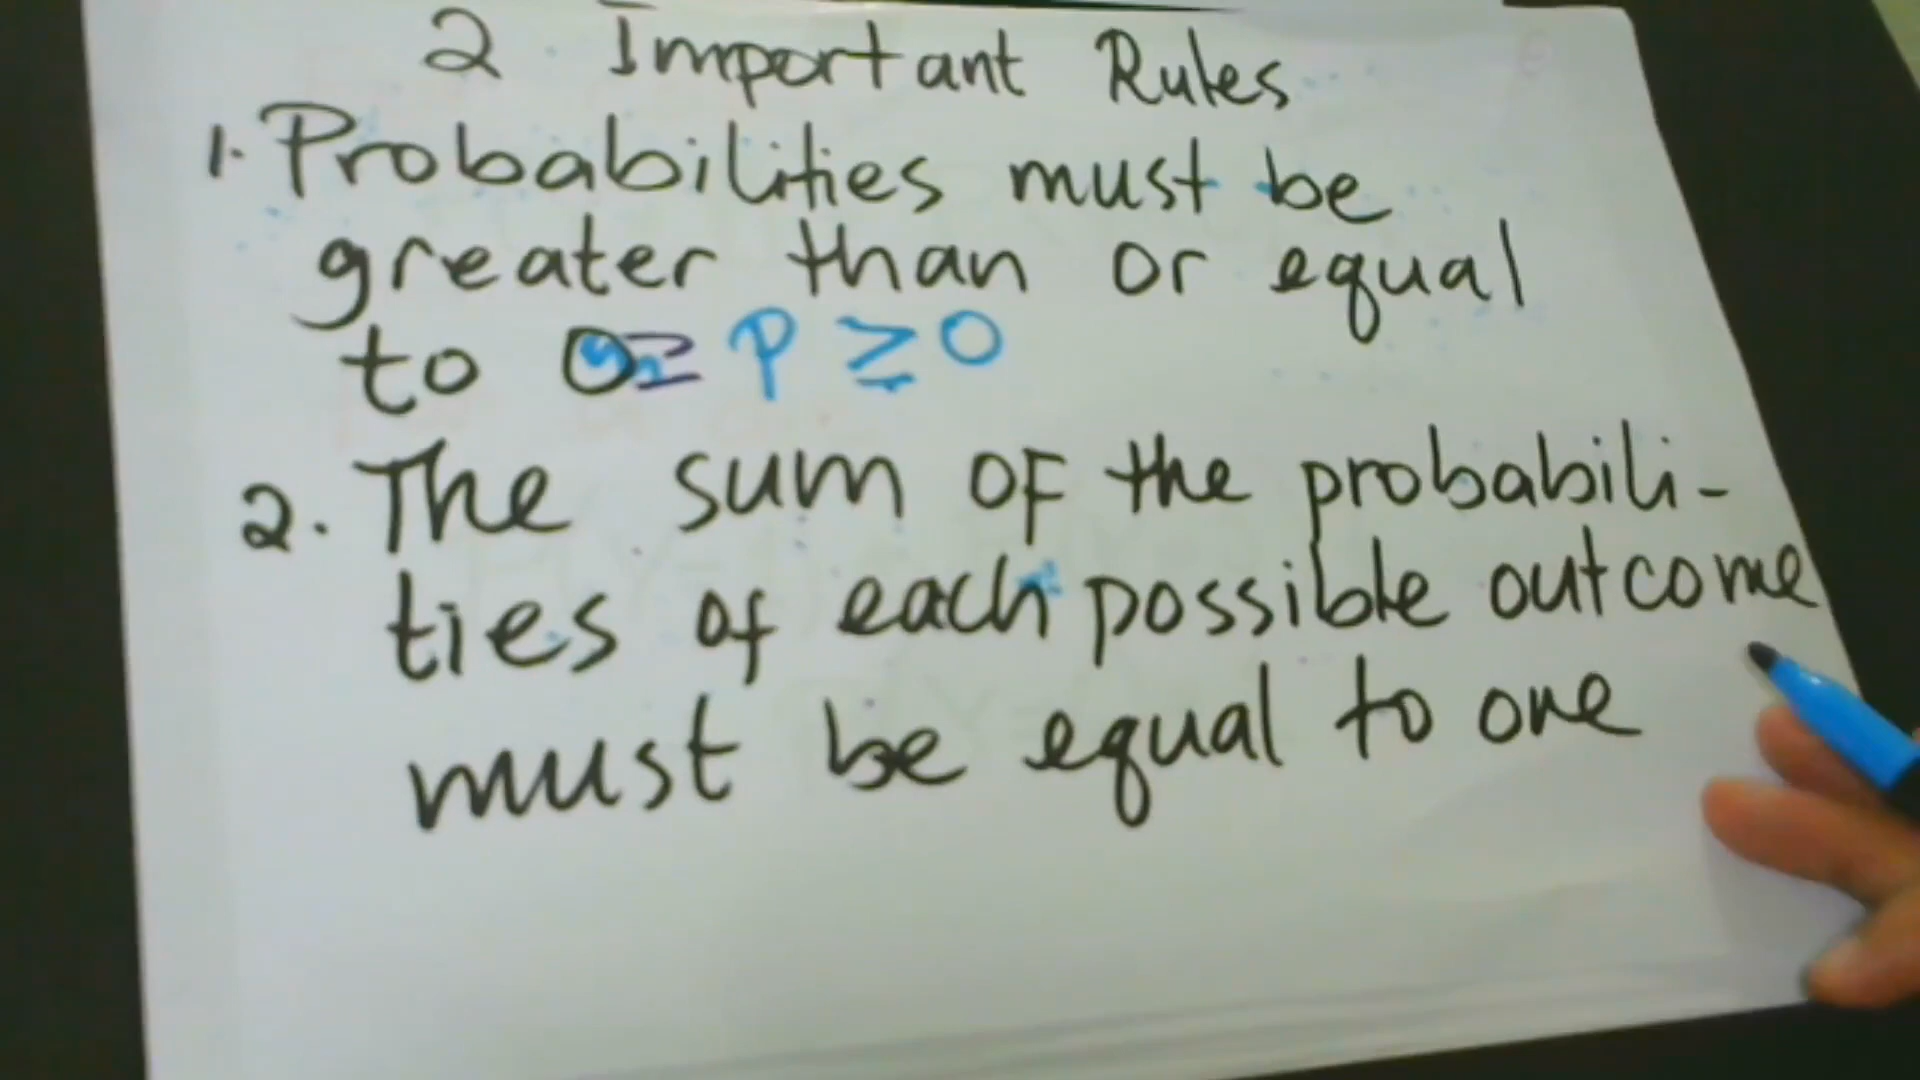 2 Important Rules
1. Probabilities must be
greater than or equal
to 0 ≥ P ≥ 0
2. The sum OF the probabili-
ties of each possible outcome
must be equal to one